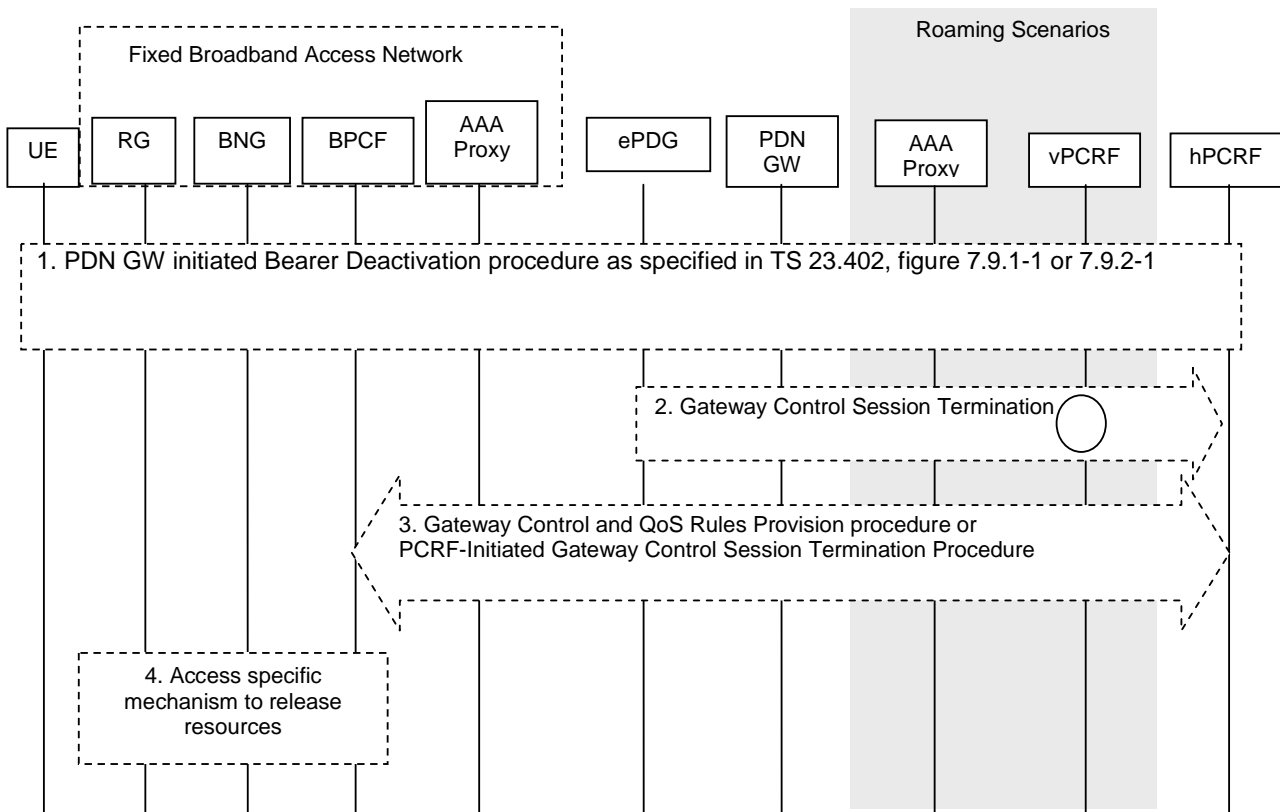 Roaming Scenarios
Fixed Broadband Access Network
UE
RG
BNG
BPCF
AAA
Proxy
ePDG
PDN
GW
AAA
Proxy
vPCRF
hPCRF
1. PDN GW initiated Bearer Deactivation procedure as specified in TS 23.402, figure 7.9.1-1 or 7.9.2-1
2. Gateway Control Session Termination
3. Gateway Control and QoS Rules Provision procedure or
PCRF-Initiated Gateway Control Session Termination Procedure
4. Access specific
mechanism to release
resources